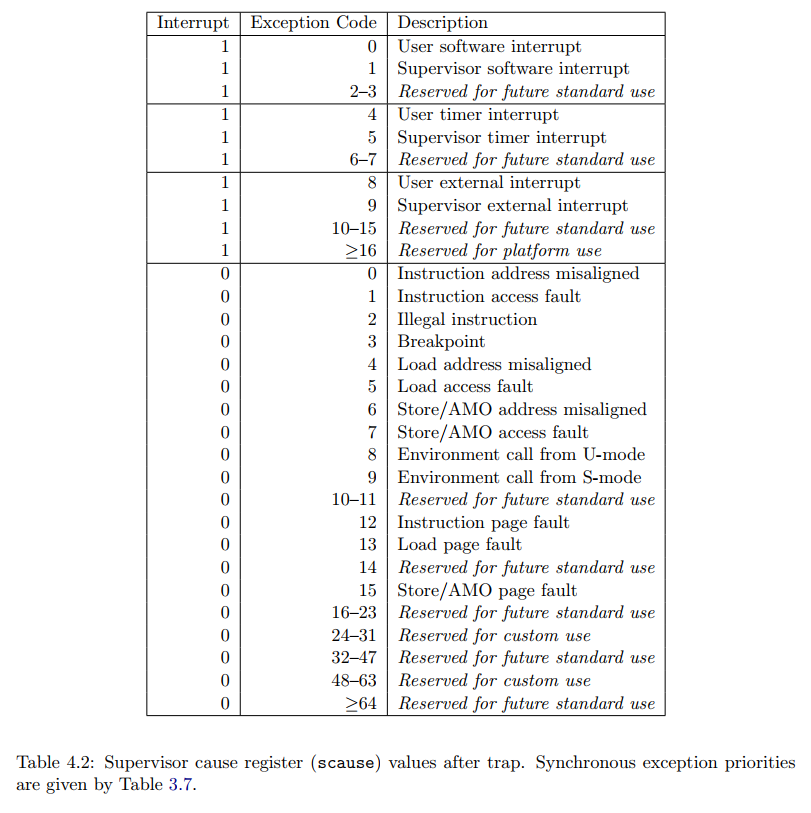 Interrupt Exception Code Description
1 0 User software interrupt
1 1 Supervisor software interrupt
1 2–3 Reserved for future standard use
1 4 User timer interrupt
1 5 Supervisor timer interrupt
1 6–7 Reserved for future standard use
1 8 User external interrupt
1 9 Supervisor external interrupt
1 10–15 Reserved for future standard use
1 ≥16 Reserved for platform use
0 0 Instruction address misaligned
0 1 Instruction access fault
0 2 Illegal instruction
0 3 Breakpoint
0 4 Load address misaligned
0 5 Load access fault
0 6 Store/AMO address misaligned
0 7 Store/AMO access fault
0 8 Environment call from U-mode
0 9 Environment call from S-mode
0 10–11 Reserved for future standard use
0 12 Instruction page fault
0 13 Load page fault
0 14 Reserved for future standard use
0 15 Store/AMO page fault
0 16–23 Reserved for future standard use
0 24–31 Reserved for custom use
0 32–47 Reserved for future standard use
0 48–63 Reserved for custom use
0 ≥64 Reserved for future standard use
Table 4.2: Supervisor cause register (scause) values after trap. Synchronous exception priorities
are given by Table 3.7.